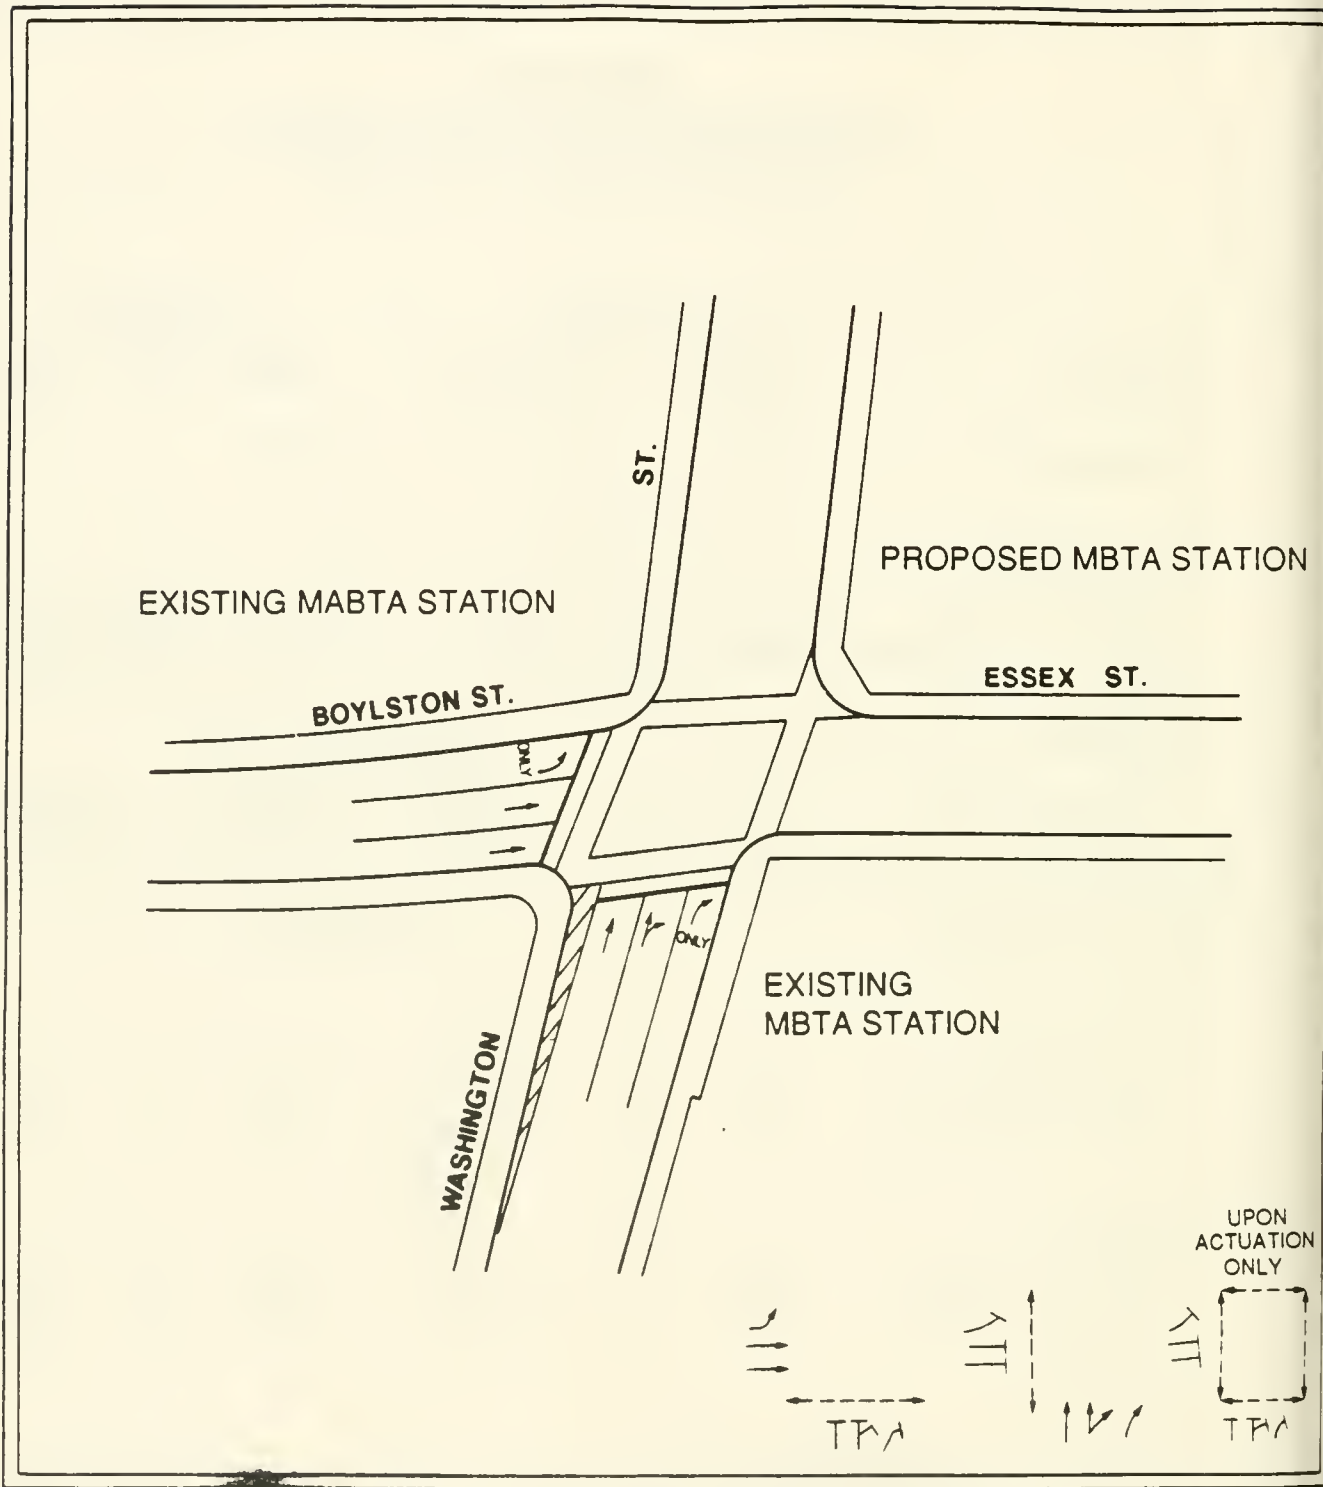 ST.
PROPOSED MBTA STATION
EXISTING MABTA STATION
ESSEX ST.
BOYLSTON ST.
ONLY
ONLY
EXISTING
MBTA STATION
WASHINGTON
UPON
ACTUATION
ONLY